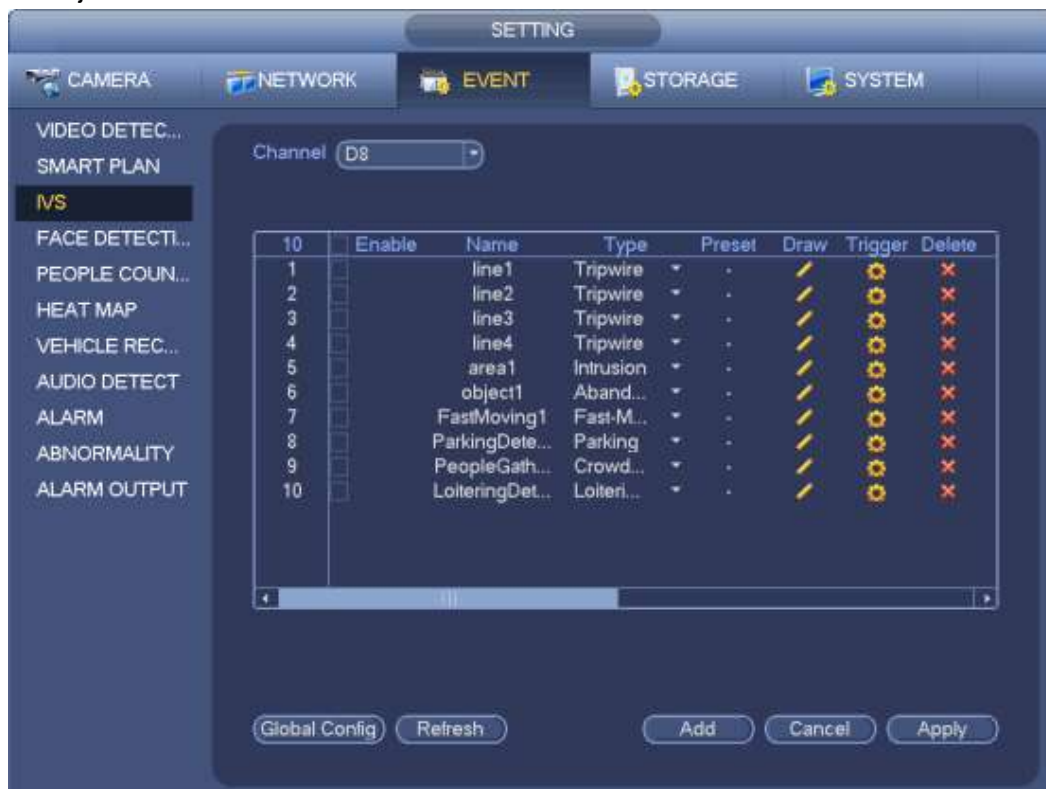 SETTING
CAMERA NETWORK EVENT STORAGE SYSTEM
VIDEO DETEC...
SMART PLAN
IVS
FACE DETECTI...
PEOPLE COUN...
HEAT MAP
VEHICLE REC...
AUDIO DETECT
ALARM
ABNORMALITY
ALARM OUTPUT
Channel D8
10 Enable Name Type Preset Draw Trigger Delete
1 line1 Tripwire -
2 line2 Tripwire -
3 line3 Tripwire -
4 line4 Tripwire -
5 area1 Intrusion -
6 object1 Aband... -
7 FastMoving1 Fast-M... -
8 ParkingDete... Parking -
9 PeopleGath... Crowd... -
10 LoiteringDet... Loiteri... -
Global Config Refresh Add Cancel Apply